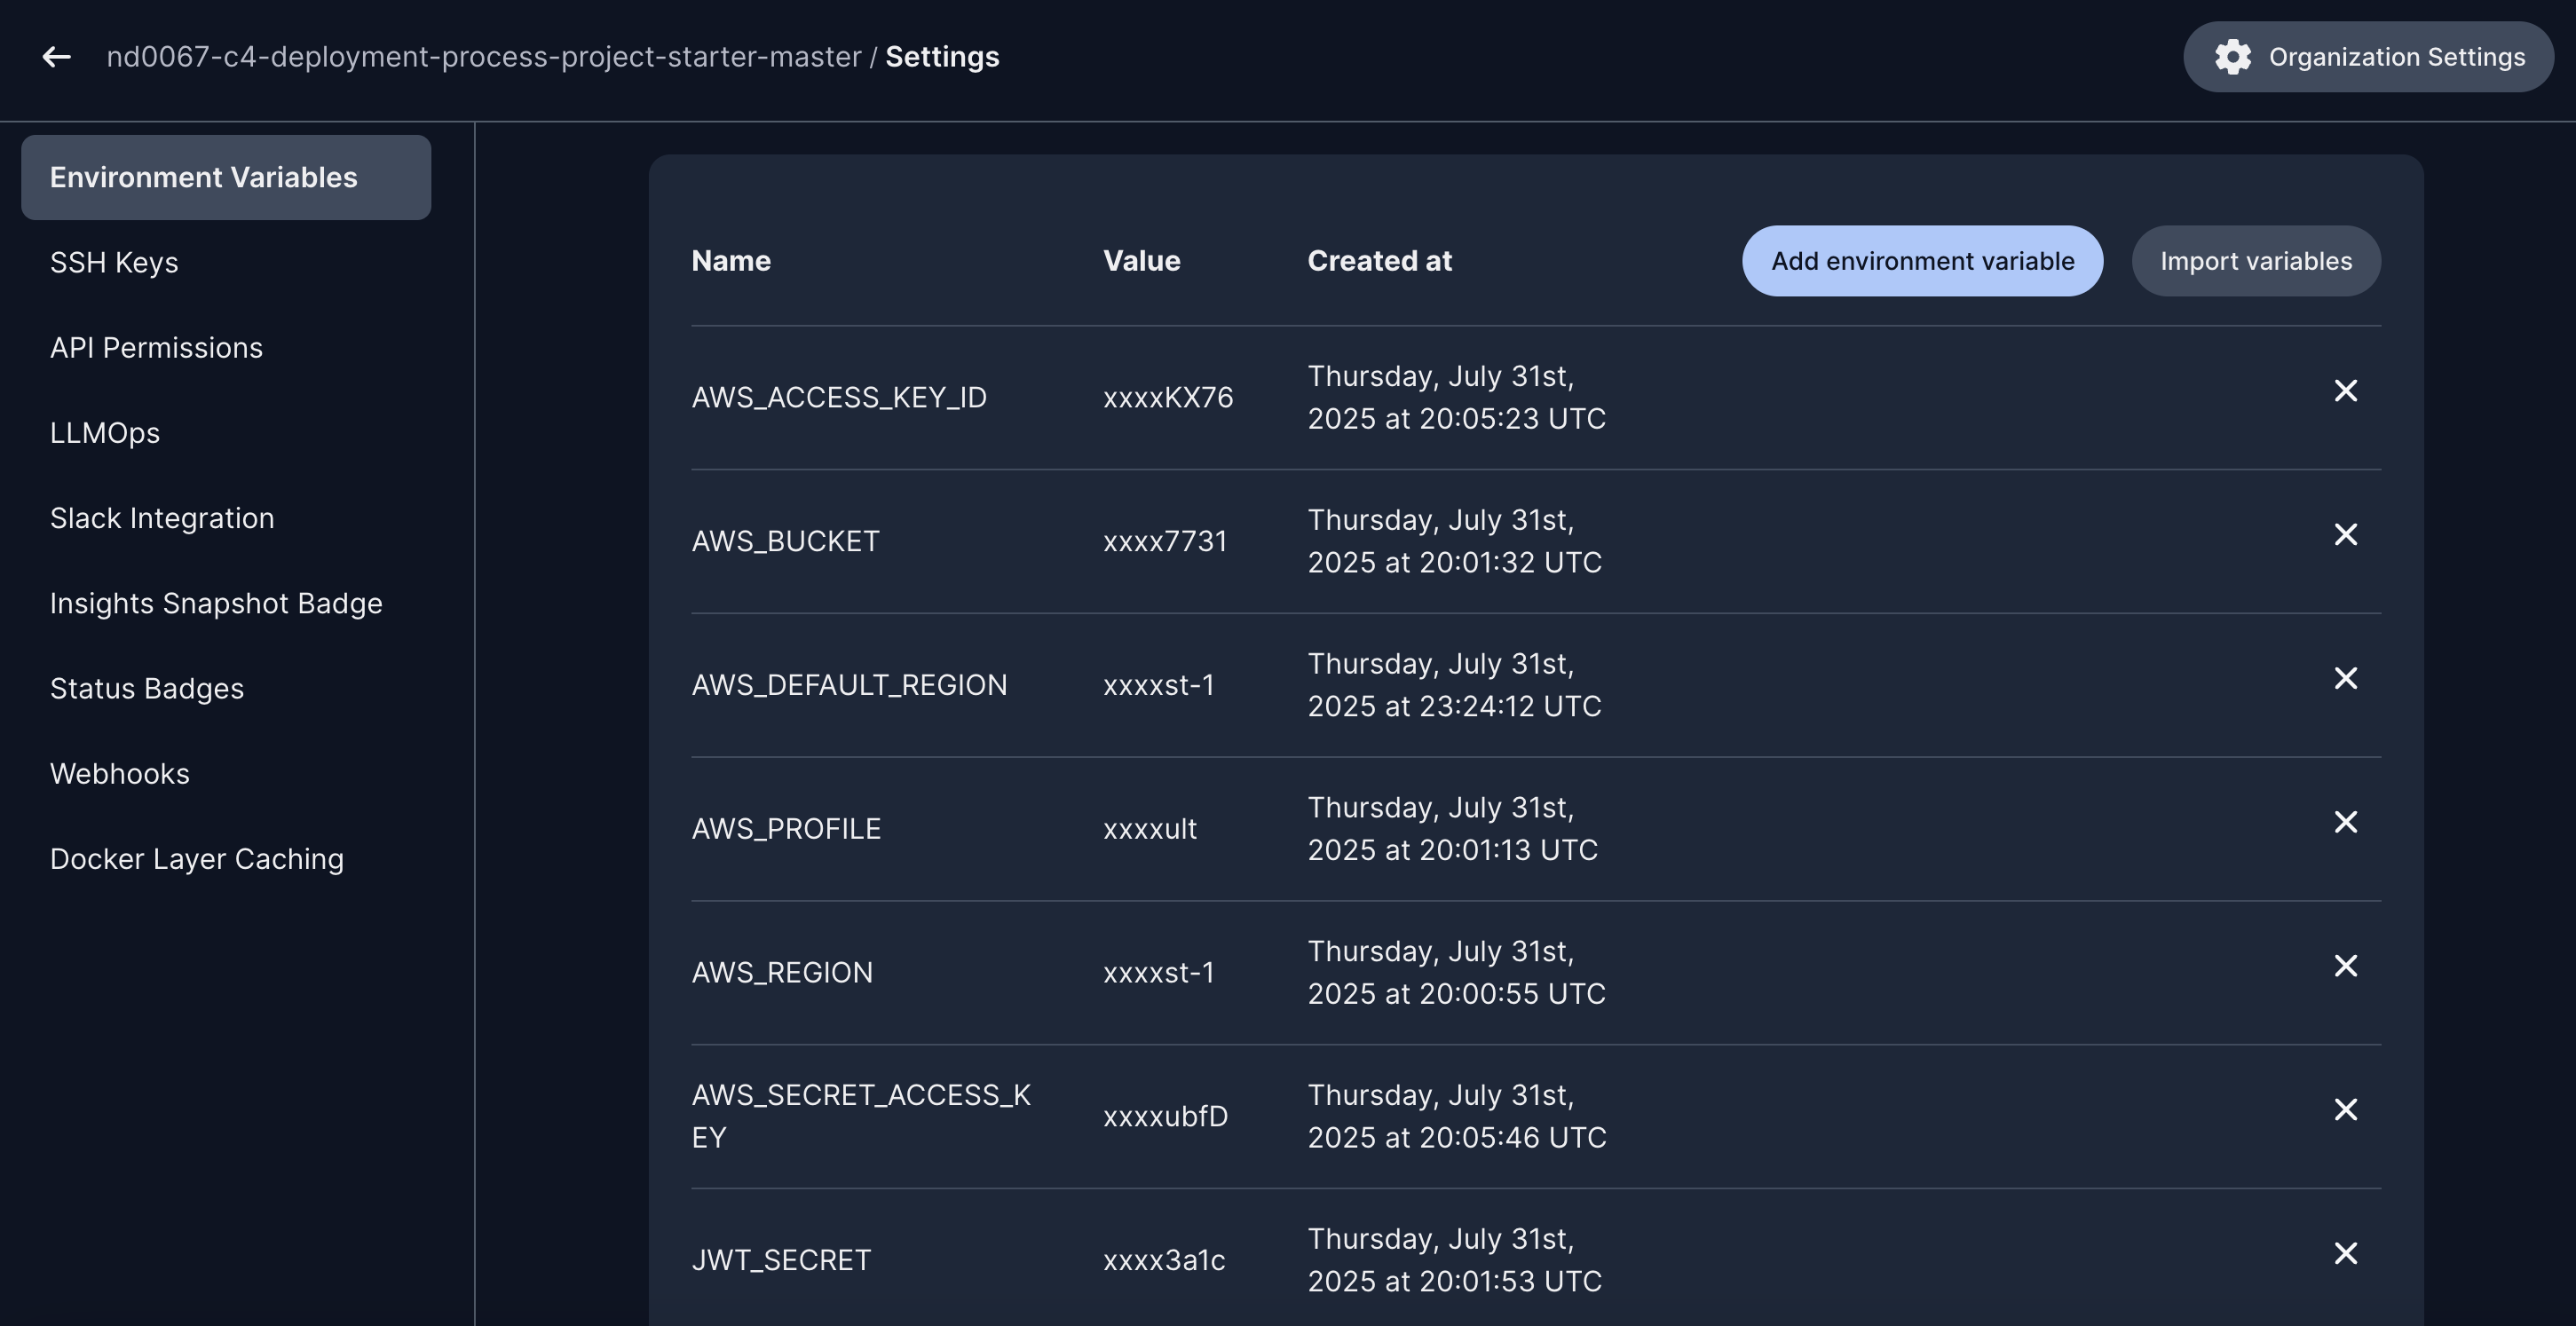 nd0067-c4-deployment-process-project-starter-master / Settings
Organization Settings
Environment Variables
SSH Keys
API Permissions
LLMOps
Slack Integration
Insights Snapshot Badge
Status Badges
Webhooks
Docker Layer Caching
Name Value Created at Add environment variable Import variables
AWS_ACCESS_KEY_ID xxxxKX76 Thursday, July 31st,
2025 at 20:05:23 UTC
AWS_BUCKET xxxx7731 Thursday, July 31st,
2025 at 20:01:32 UTC
AWS_DEFAULT_REGION xxxxst-1 Thursday, July 31st,
2025 at 23:24:12 UTC
AWS_PROFILE xxxxult Thursday, July 31st,
2025 at 20:01:13 UTC
AWS_REGION xxxxst-1 Thursday, July 31st,
2025 at 20:00:55 UTC
AWS_SECRET_ACCESS_K
EY xxxxubfD Thursday, July 31st,
2025 at 20:05:46 UTC
JWT_SECRET xxxx3a1c Thursday, July 31st,
2025 at 20:01:53 UTC